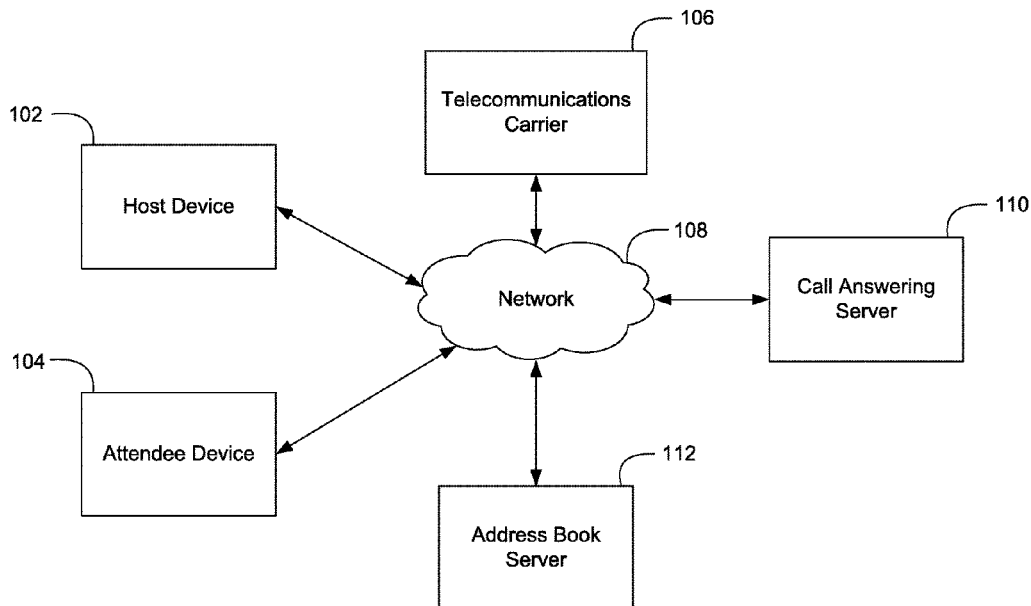 106
Telecommunications
Carrier
102
Host Device
110
108
Call Answering
Server
Network
104
Attendee Device
112
Address Book
Server